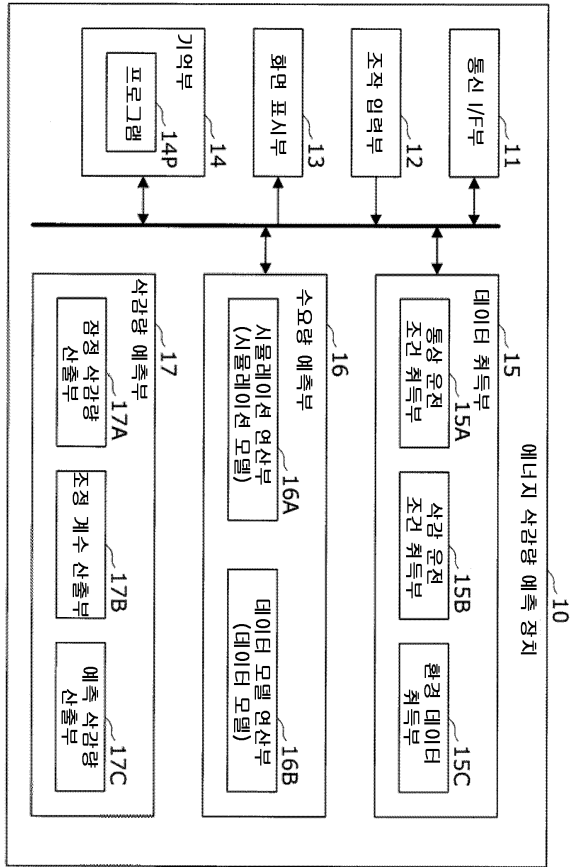 에너지 삭감량 예측 장치
10
통신 I/F부
11
조작 입력부
12
화면 표시부
13
기억부
14
프로그램
14P
데이터 취득부
15
통상 운전
조건 취득부
15A
삭감 운전
조건 취득부
15B
환경 데이터
취득부
15C
수요량 예측부
16
시뮬레이션 연산부
(시뮬레이션 모델)
16A
데이터 모델 연산부
(데이터 모델)
16B
삭감량 예측부
17
잠정 삭감량
산출부
17A
조정 계수 산출부
17B
예측 삭감량
산출부
17C